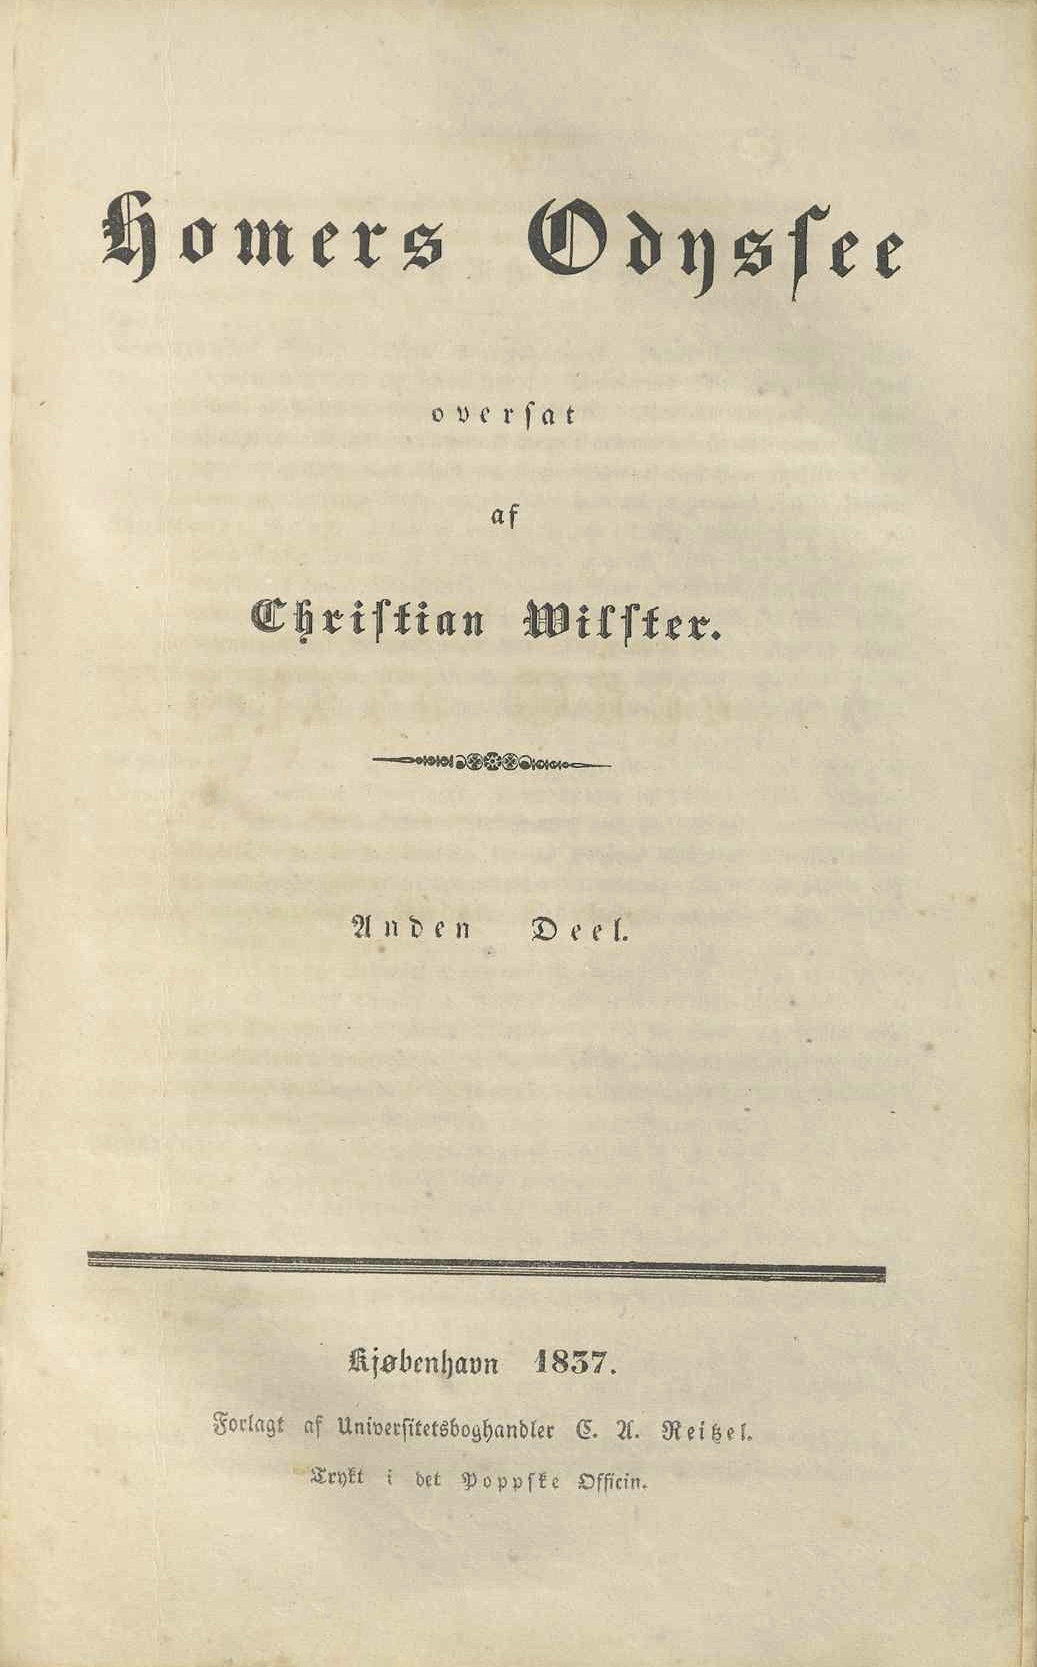 Homers Odyssee
oversat
af
Christian Wilster.
Anden Deel.
Kjøbenhavn 1837.
Forlagt af Universitetsboghandler C. A. Reitzel.
Trykt i det Poppske Officin.